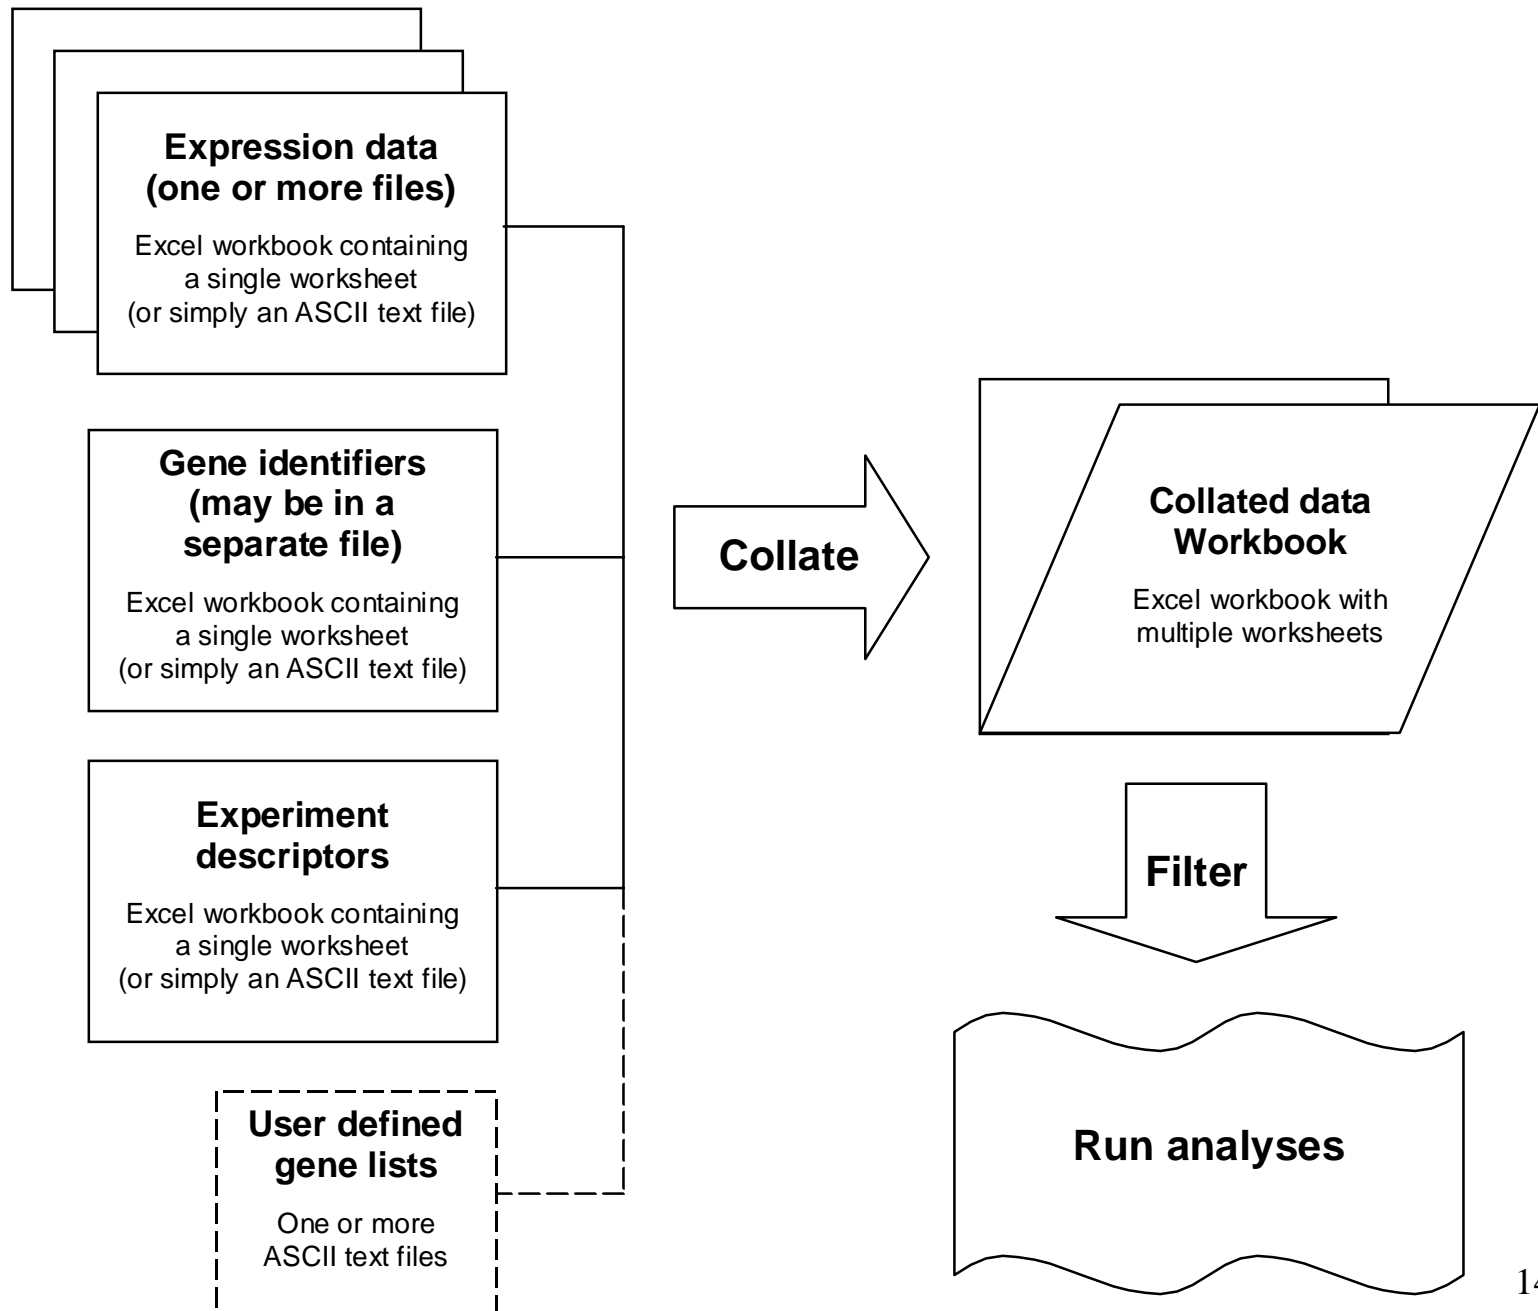 Expression data
(one or more files)
Excel workbook containing
a single worksheet
(or simply an ASCII text file)
Gene identifiers
(may be in a
separate file)
Excel workbook containing
a single worksheet
(or simply an ASCII text file)
Experiment
descriptors
Excel workbook containing
a single worksheet
(or simply an ASCII text file)
User defined
gene lists
One or more
ASCII text files
Collate
Collated data
Workbook
Excel workbook with
multiple worksheets
Filter
Run analyses
14